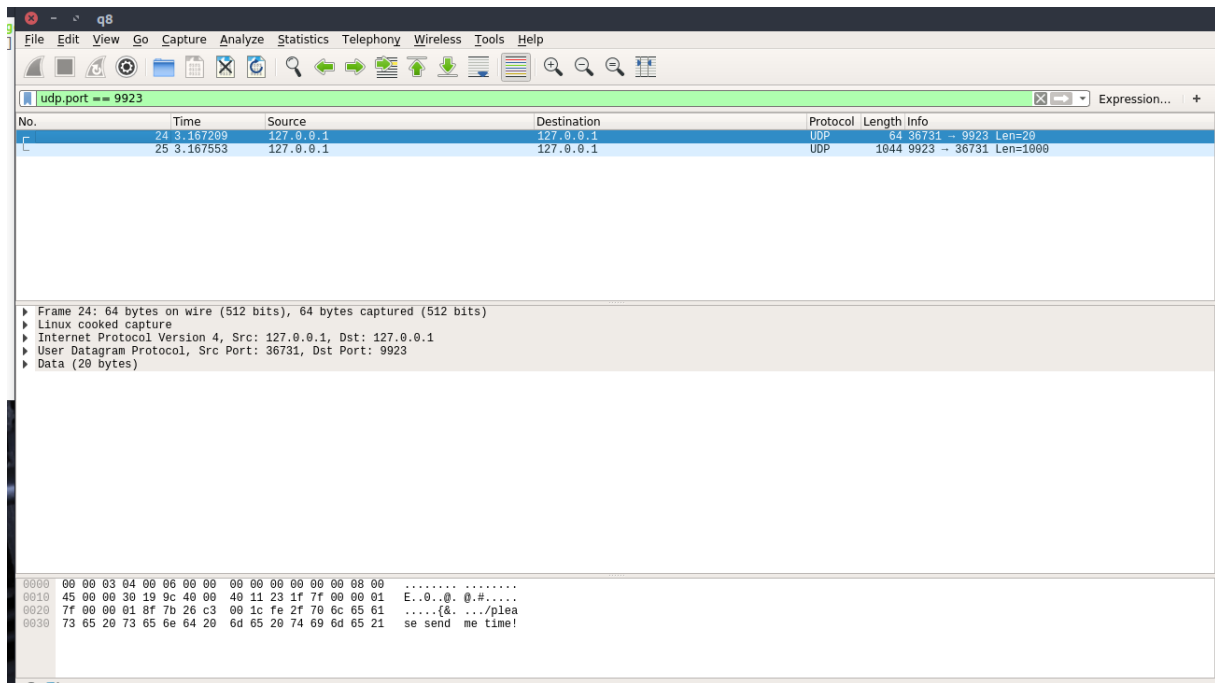 q8
File Edit View Go Capture Analyze Statistics Telephony Wireless Tools Help
udp.port == 9923 Expression... +
No. Time Source Destination Protocol Length Info
24 3.167209 127.0.0.1 127.0.0.1 UDP 64 36731 → 9923 Len=20
25 3.167553 127.0.0.1 127.0.0.1 UDP 1044 9923 → 36731 Len=1000
Frame 24: 64 bytes on wire (512 bits), 64 bytes captured (512 bits)
Linux cooked capture
Internet Protocol Version 4, Src: 127.0.0.1, Dst: 127.0.0.1
User Datagram Protocol, Src Port: 36731, Dst Port: 9923
Data (20 bytes)
0000 00 00 03 04 00 06 00 00 00 00 00 00 00 00 08 00 ........ ........
0010 45 00 00 30 19 9c 40 00 40 11 23 1f 7f 00 00 01 E..0..@. @.#.....
0020 7f 00 00 01 8f 7b 26 c3 00 1c fe 2f 70 6c 65 61 .....{&. .../plea
0030 73 65 20 73 65 6e 64 20 6d 65 20 74 69 6d 65 21 se send me time!